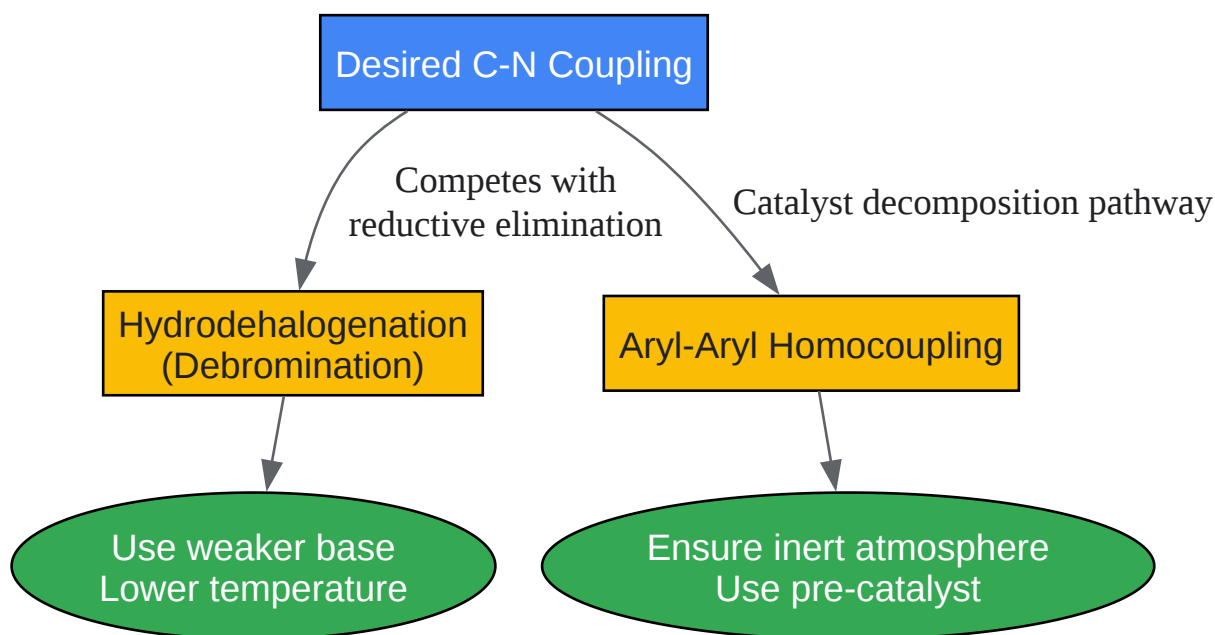 Desired C-N Coupling
Competes with
reductive elimination
Catalyst decomposition pathway
Hydrodehalogenation
(Debromination)
Aryl-Aryl Homocoupling
Use weaker base
Lower temperature
Ensure inert atmosphere
Use pre-catalyst